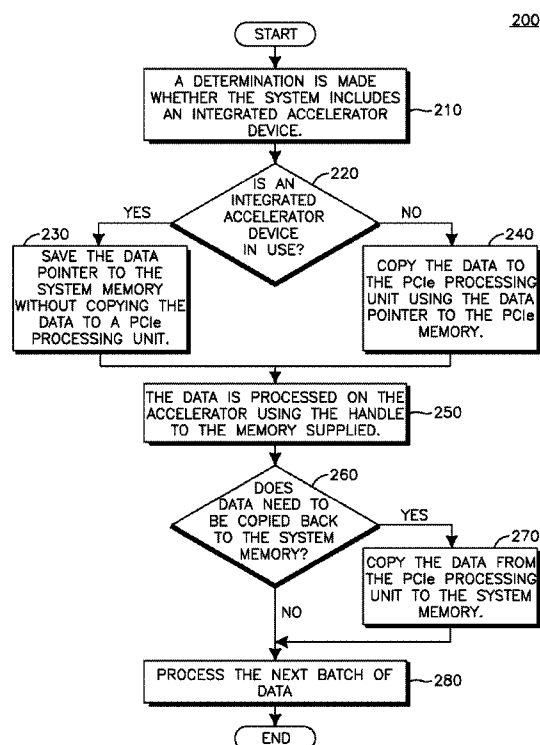 200
START
A DETERMINATION IS MADE
WHETHER THE SYSTEM INCLUDES
AN INTEGRATED ACCELERATOR
DEVICE.
210
220
IS AN
INTEGRATED
ACCELERATOR
DEVICE
IN USE?
YES
NO
230
SAVE THE DATA
POINTER TO THE
SYSTEM MEMORY
WITHOUT COPYING THE
DATA TO A PCIe
PROCESSING UNIT.
240
COPY THE DATA TO
THE PCIe PROCESSING
UNIT USING THE DATA
POINTER TO THE PCIe
MEMORY.
THE DATA IS PROCESSED ON THE
ACCELERATOR USING THE HANDLE
TO THE MEMORY SUPPLIED.
250
260
DOES
DATA NEED TO
BE COPIED BACK
TO THE SYSTEM
MEMORY?
YES
NO
270
COPY THE DATA FROM
THE PCIe PROCESSING
UNIT TO THE SYSTEM
MEMORY.
PROCESS THE NEXT BATCH OF
DATA
280
END